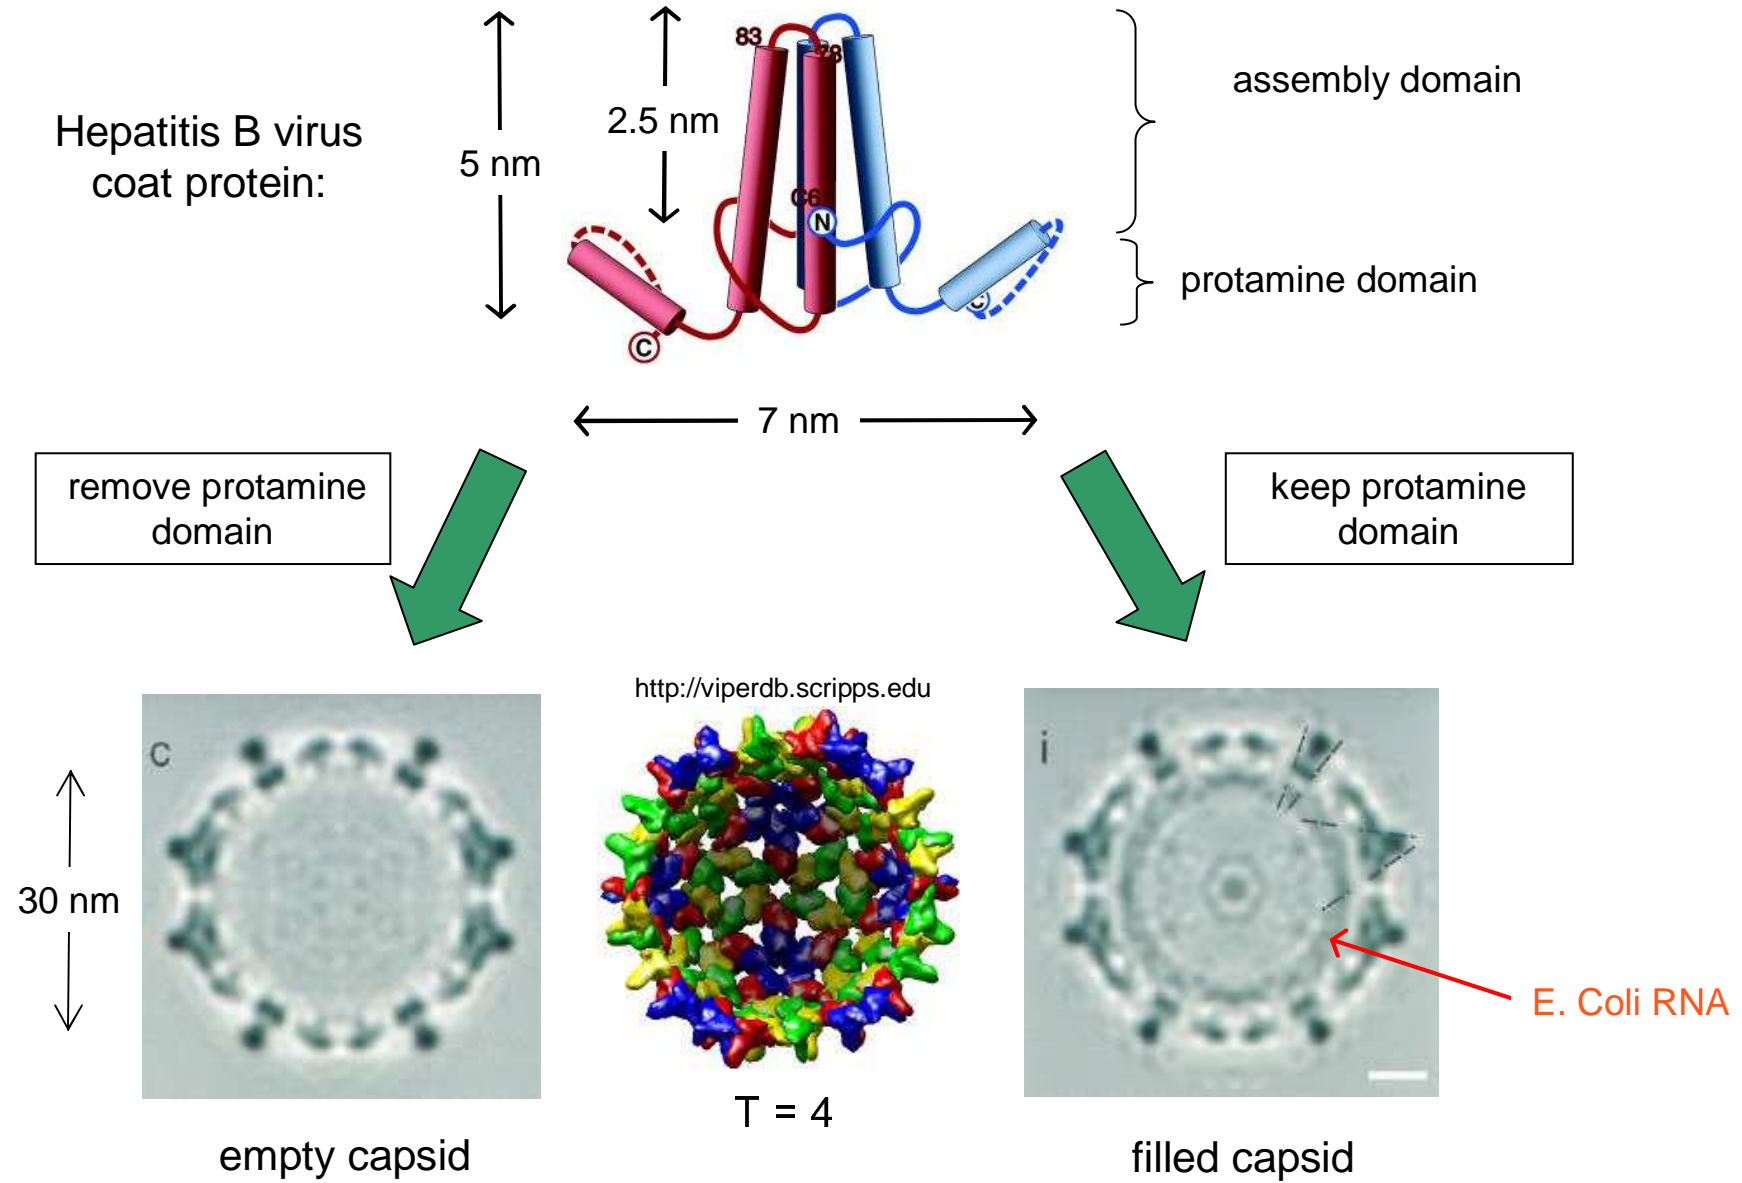 Hepatitis B virus
coat protein:
5 nm
2.5 nm
83
78
C6
N
C
C
assembly domain
protamine domain
7 nm
remove protamine
domain
keep protamine
domain
http://viperdb.scripps.edu
c
i
30 nm
E. Coli RNA
T = 4
empty capsid
filled capsid